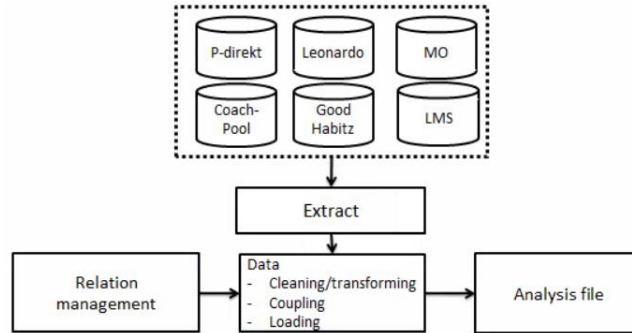 P-direkt
Leonardo
MO
Coach-
Pool
Good
Habitz
LMS
Extract
Relation
management
Data
- Cleaning/transforming
- Coupling
- Loading
Analysis file